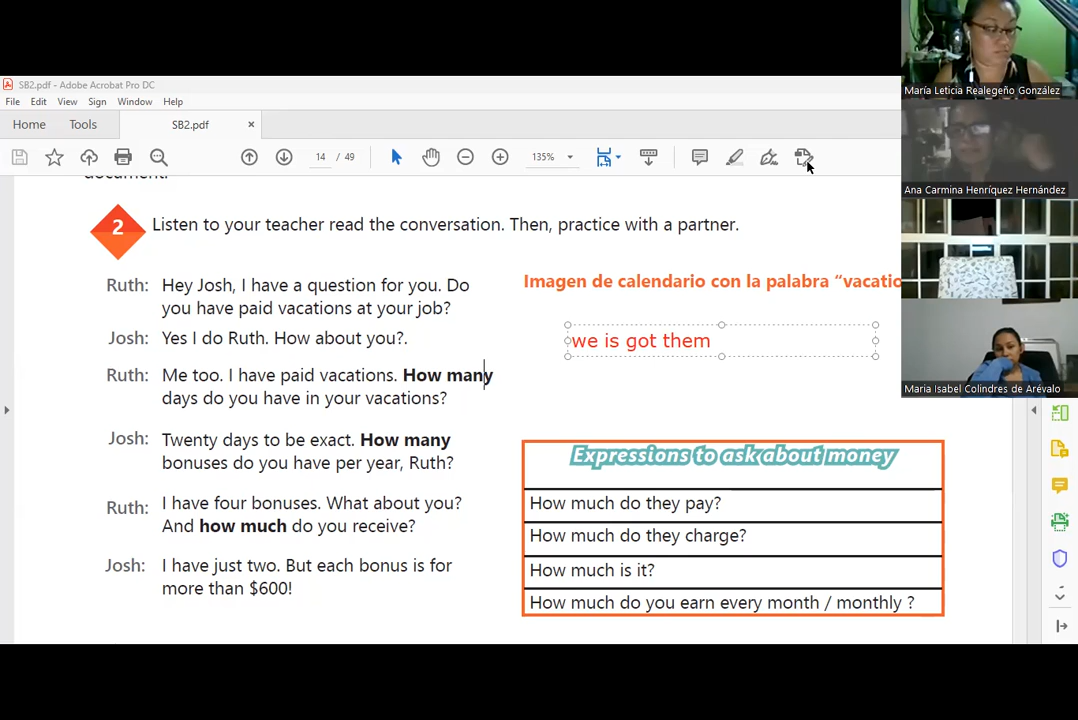 SB2.pdf - Adobe Acrobat Pro DC
File Edit View Sign Window Help
Home Tools SB2.pdf ×
14 / 49 135%
document.
2 Listen to your teacher read the conversation. Then, practice with a partner.
Ruth: Hey Josh, I have a question for you. Do
you have paid vacations at your job?
Josh: Yes I do Ruth. How about you?.
Ruth: Me too. I have paid vacations. How many
days do you have in your vacations?
Josh: Twenty days to be exact. How many
bonuses do you have per year, Ruth?
Ruth: I have four bonuses. What about you?
And how much do you receive?
Josh: I have just two. But each bonus is for
more than $600!
Imagen de calendario con la palabra “vacatio
we is got them
Expressions to ask about money
How much do they pay?
How much do they charge?
How much is it?
How much do you earn every month / monthly ?
María Leticia Realegeño González
Ana Carmina Henríquez Hernández
Maria Isabel Colindres de Arévalo